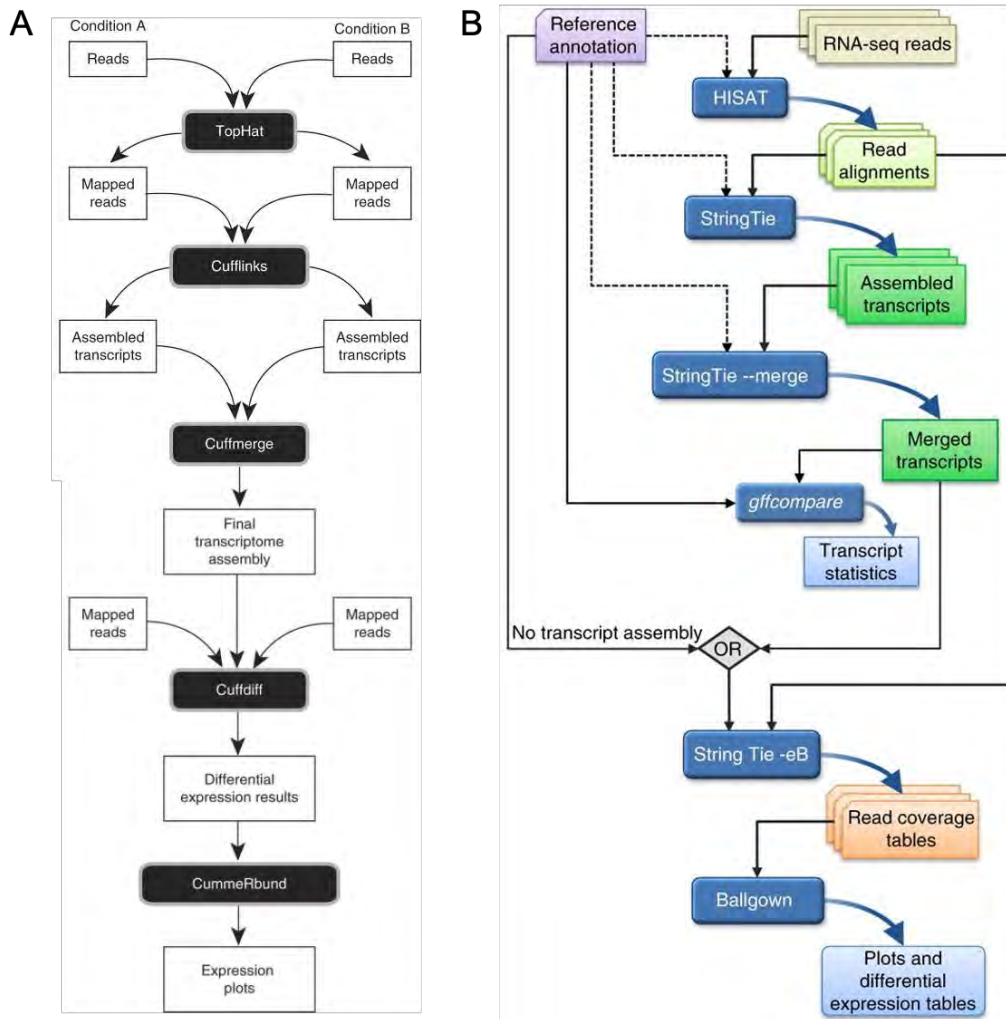 A
Condition A
Condition B
Reads
Reads
TopHat
Mapped
reads
Mapped
reads
Cufflinks
Assembled
transcripts
Assembled
transcripts
Cuffmerge
Final
transcriptome
assembly
Mapped
reads
Mapped
reads
Cuffdiff
Differential
expression results
CummeRbund
Expression
plots
B
Reference
annotation
RNA-seq reads
HISAT
Read
alignments
StringTie
Assembled
transcripts
StringTie --merge
Merged
transcripts
gffcompare
Transcript
statistics
No transcript assembly
OR
String Tie -eB
Read coverage
tables
Ballgown
Plots and
differential
expression tables